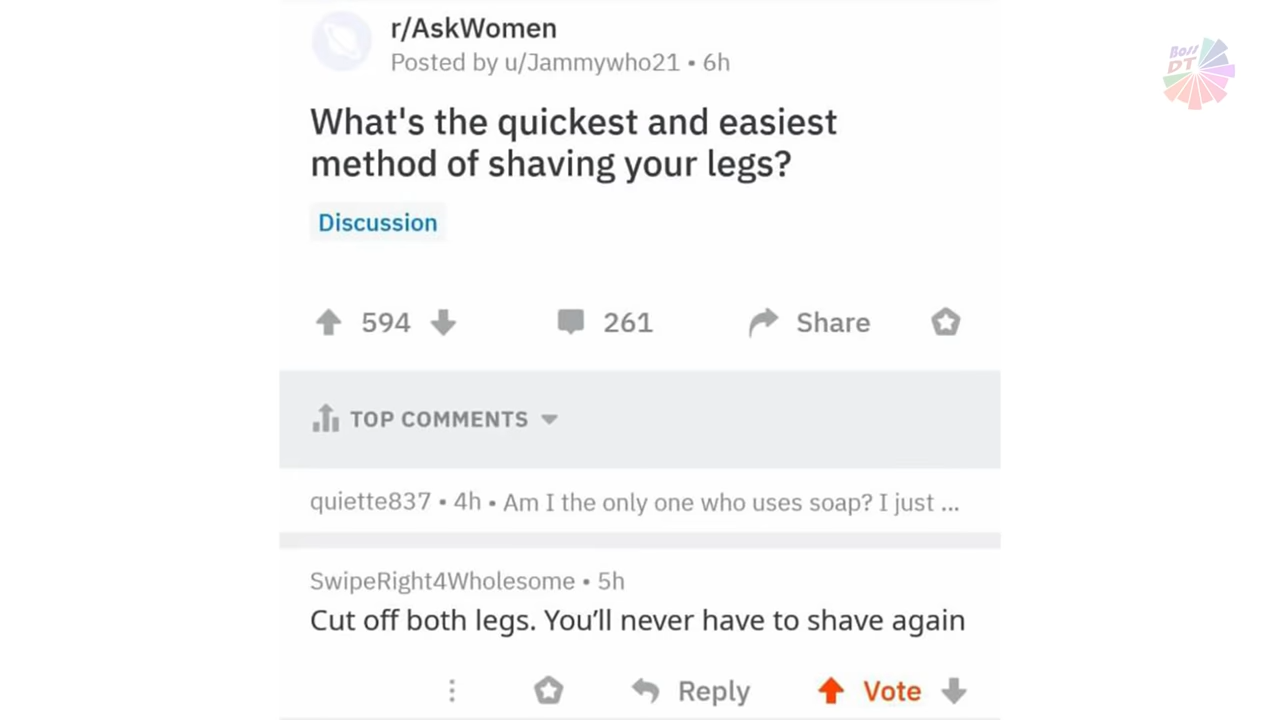 r/AskWomen
Posted by u/Jammywho21 • 6h
Boss
DT
What's the quickest and easiest
method of shaving your legs?
Discussion
594
261
Share
TOP COMMENTS
quiette837 • 4h • Am I the only one who uses soap? I just ...
SwipeRight4Wholesome • 5h
Cut off both legs. You’ll never have to shave again
Reply
Vote